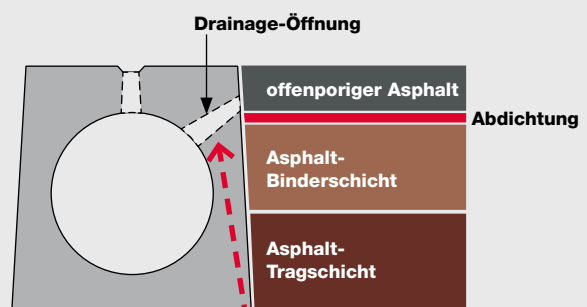 Drainage-Öffnung
offenporiger Asphalt
Abdichtung
Asphalt-
Binderschicht
Asphalt-
Tragschicht